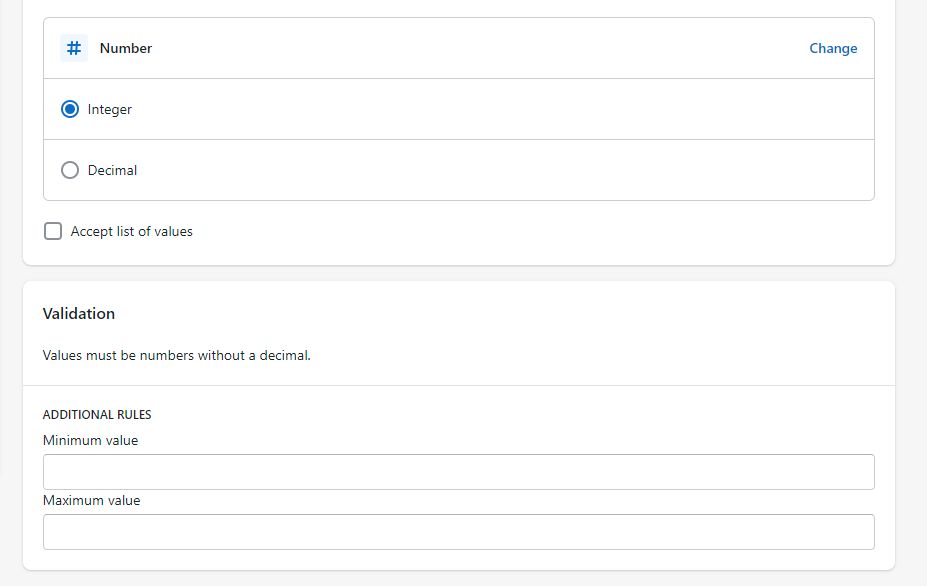 # Number Change
Integer
Decimal
Accept list of values
Validation
Values must be numbers without a decimal.
ADDITIONAL RULES
Minimum value
Maximum value